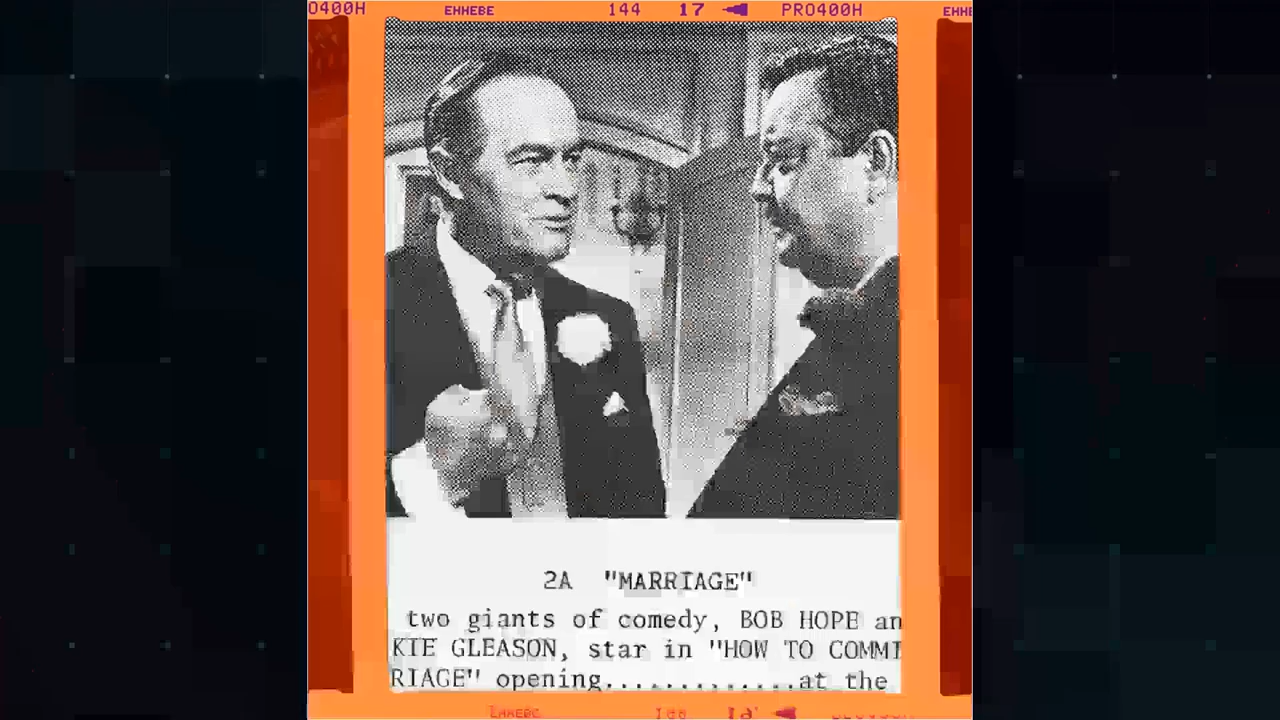 0400H EHHEBE 144 17 PRO400H EHHE
2A "MARRIAGE"
two giants of comedy, BOB HOPE an
KIE GLEASON, star in "HOW TO COMMI
RIAGE" opening.............at the